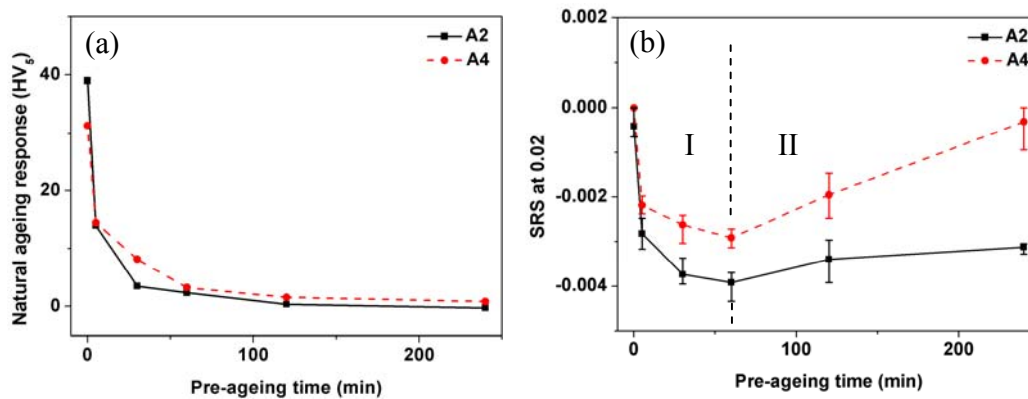 (a)
A2
A4
Natural ageing response (HV5)
40
20
0
0
100
200
Pre-ageing time (min)
(b)
A2
A4
I
II
SRS at 0.02
0.002
0.000
-0.002
-0.004
0
100
200
Pre-ageing time (min)